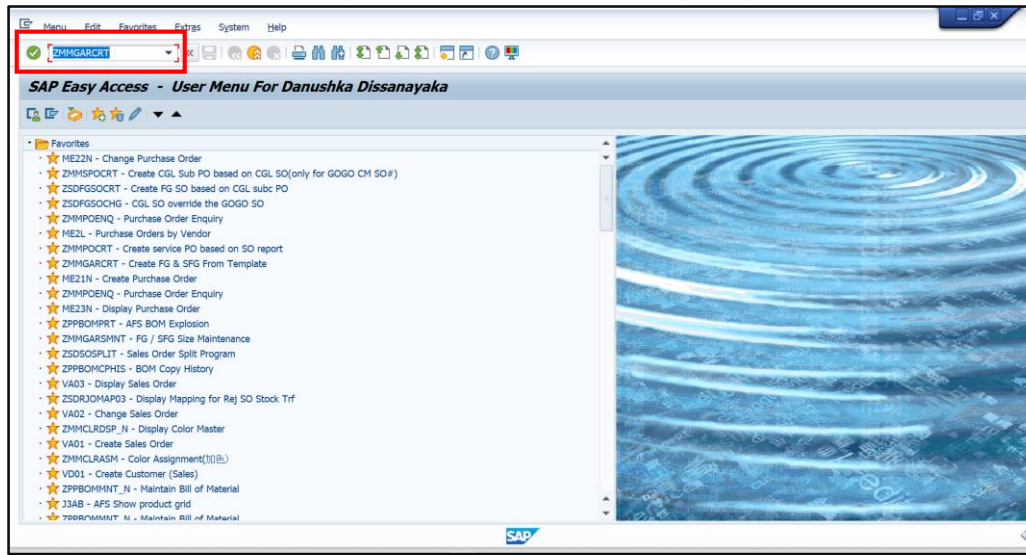 Menu Edit Favorites Extras System Help
ZMMGARCRT
SAP Easy Access - User Menu For Danushka Dissanayaka
Favorites
ME22N - Change Purchase Order
ZMMSPOCRT - Create CGL Sub PO based on CGL SO(only for GOGO CM SO#)
ZSDFGSOCRT - Create FG SO based on CGL subc PO
ZSDFGSOCHG - CGL SO override the GOGO SO
ZMMPOENQ - Purchase Order Enquiry
ME2L - Purchase Orders by Vendor
ZMMPOCRT - Create service PO based on SO report
ZMMGARCRT - Create FG & SFG From Template
ME21N - Create Purchase Order
ZMMPOENQ - Purchase Order Enquiry
ME23N - Display Purchase Order
ZPPBOMPRT - AFS BOM Explosion
ZMMGARSMNT - FG / SFG Size Maintenance
ZSDSOSPLIT - Sales Order Split Program
ZPPBOMCPHIS - BOM Copy History
VA03 - Display Sales Order
ZSDRJOMAP03 - Display Mapping for Rej SO Stock Trf
VA02 - Change Sales Order
ZMMCLRDSP_N - Display Color Master
VA01 - Create Sales Order
ZMMCLRASM - Color Assignment(加色)
VD01 - Create Customer (Sales)
ZPPBOMMNT_N - Maintain Bill of Material
J3AB - AFS Show product grid
ZPPBOMMNT_N - Maintain Bill of Material
SAP